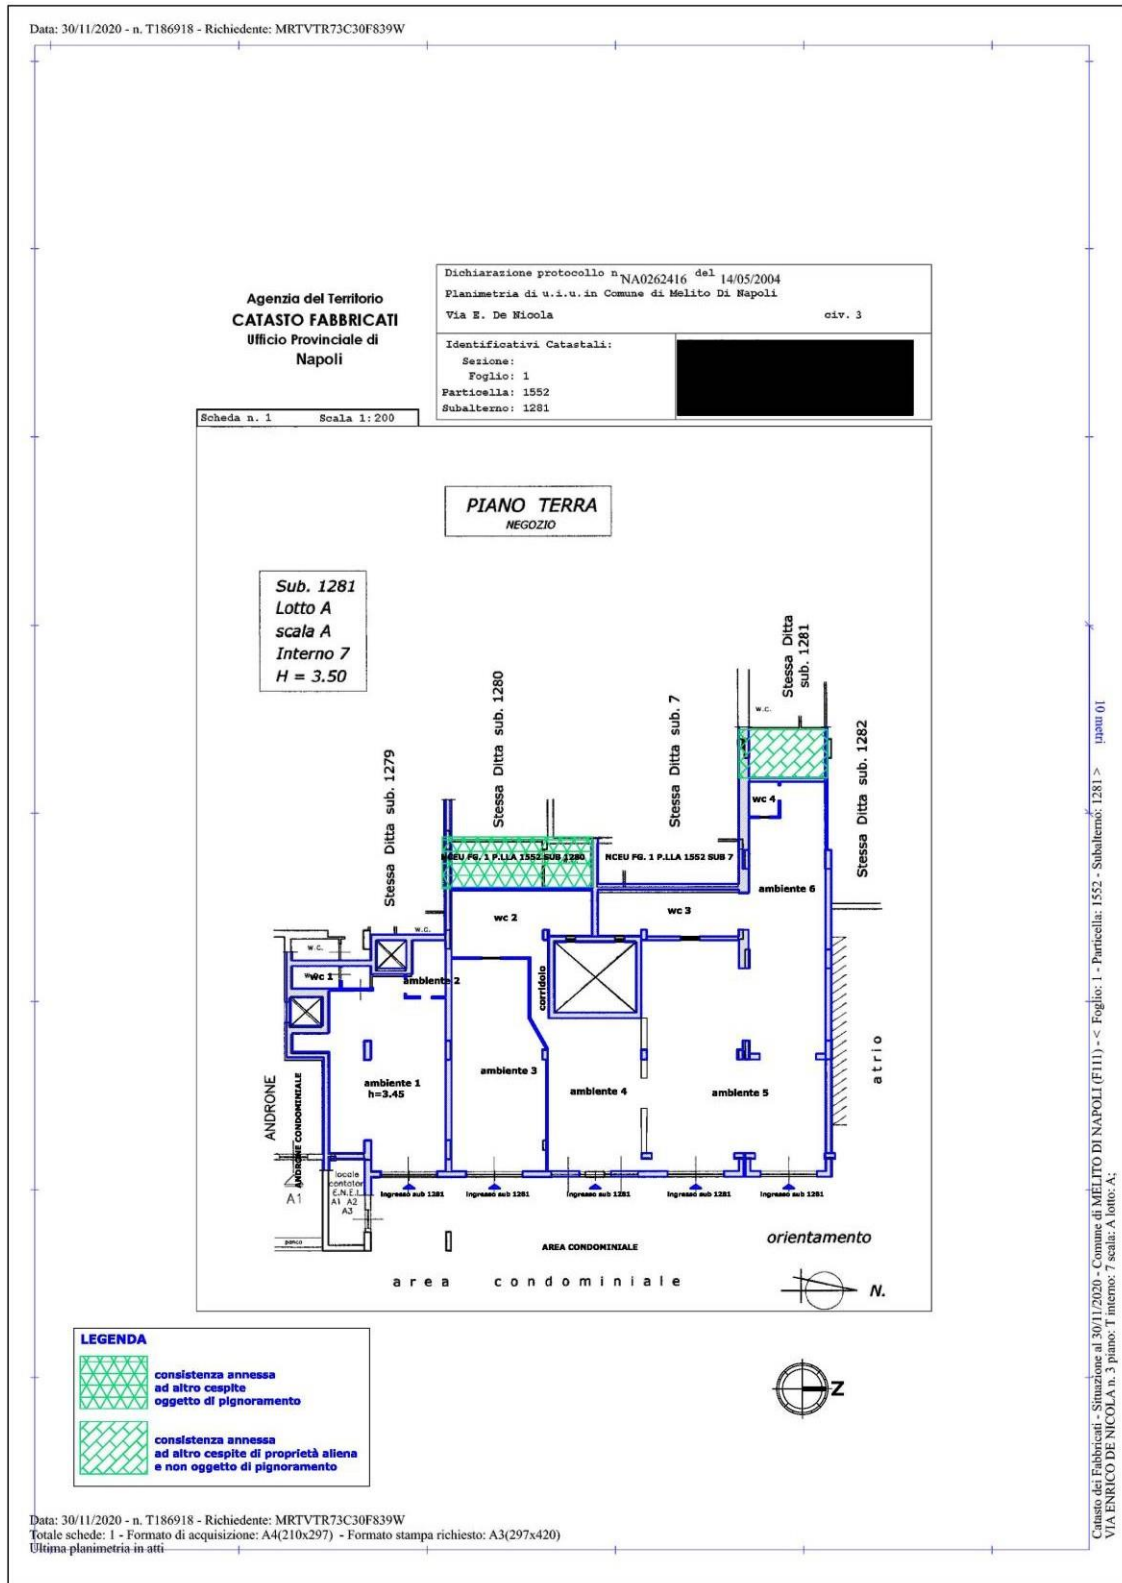 Data: 30/11/2020 - n. T186918 - Richiedente: MRTVTR73C30F839W
Agenzia del Territorio
CATASTO FABBRICATI
Ufficio Provinciale di
Napoli
Dichiarazione protocollo n. NA0262416 del 14/05/2004
Planimetria di u.i.u. in Comune di Melito Di Napoli
Via E. De Nicola civ. 3
Identificativi Catastali:
Sezione:
Foglio: 1
Particella: 1552
Subalterno: 1281
Scheda n. 1 Scala 1:200
PIANO TERRA
NEGOZIO
Sub. 1281
Lotto A
scala A
Interno 7
H = 3.50
Stessa Ditta sub. 1279
Stessa Ditta sub. 1280
Stessa Ditta sub. 7
Stessa Ditta
sub. 1281
Stessa Ditta sub. 1282
w.c.
wc 4
NCEU FG. 1 P.LLA 1552 SUB 1280
NCEU FG. 1 P.LLA 1552 SUB 7
ambiente 6
wc 2
wc 3
w.c.
w.c.
wc 1
ambiente 2
corridoio
ambiente 1
h=3.45
ambiente 3
ambiente 4
ambiente 5
atrio
ANDRONE
ANDRONE CONDOMINIALE
A1
locale
contatori
E.N.E.L.
A1 A2
A3
Ingresso sub 1281
Ingresso sub 1281
Ingresso sub 1281
Ingresso sub 1281
Ingresso sub 1281
AREA CONDOMINIALE
area condominiale
orientamento
N.
LEGENDA
consistenza annessa
ad altro cespite
oggetto di pignoramento
consistenza annessa
ad altro cespite di proprietà aliena
e non oggetto di pignoramento
Z
10 metri
Catasto dei Fabbricati - Situazione al 30/11/2020 - Comune di MELITO DI NAPOLI (F111) - < Foglio: 1 - Particella: 1552 - Subalterno: 1281 >
VIA ENRICO DE NICOLA n. 3 piano: T interno: 7 scala: A lotto: A;
Data: 30/11/2020 - n. T186918 - Richiedente: MRTVTR73C30F839W
Totale schede: 1 - Formato di acquisizione: A4(210x297) - Formato stampa richiesto: A3(297x420)
Ultima planimetria in atti